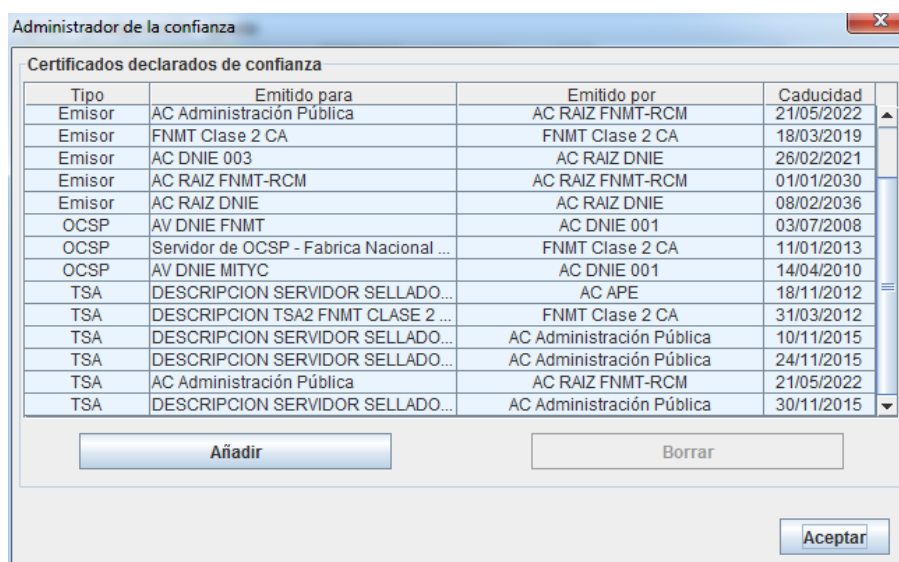 Administrador de la confianza
Certificados declarados de confianza
Tipo Emitido para Emitido por Caducidad
Emisor AC Administración Pública AC RAIZ FNMT-RCM 21/05/2022
Emisor FNMT Clase 2 CA FNMT Clase 2 CA 18/03/2019
Emisor AC DNIE 003 AC RAIZ DNIE 26/02/2021
Emisor AC RAIZ FNMT-RCM AC RAIZ FNMT-RCM 01/01/2030
Emisor AC RAIZ DNIE AC RAIZ DNIE 08/02/2036
OCSP AV DNIE FNMT AC DNIE 001 03/07/2008
OCSP Servidor de OCSP - Fabrica Nacional ... FNMT Clase 2 CA 11/01/2013
OCSP AV DNIE MITYC AC DNIE 001 14/04/2010
TSA DESCRIPCION SERVIDOR SELLADO... AC APE 18/11/2012
TSA DESCRIPCION TSA2 FNMT CLASE 2 ... FNMT Clase 2 CA 31/03/2012
TSA DESCRIPCION SERVIDOR SELLADO... AC Administración Pública 10/11/2015
TSA DESCRIPCION SERVIDOR SELLADO... AC Administración Pública 24/11/2015
TSA AC Administración Pública AC RAIZ FNMT-RCM 21/05/2022
TSA DESCRIPCION SERVIDOR SELLADO... AC Administración Pública 30/11/2015
Añadir Borrar
Aceptar